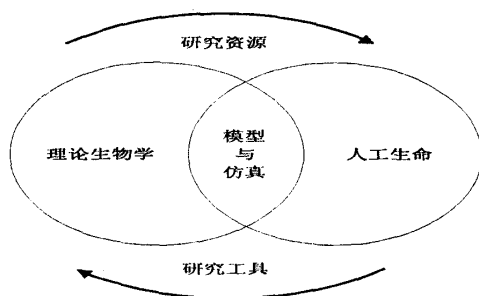 研究资源
理论生物学
模型
与
仿真
人工生命
研究工具